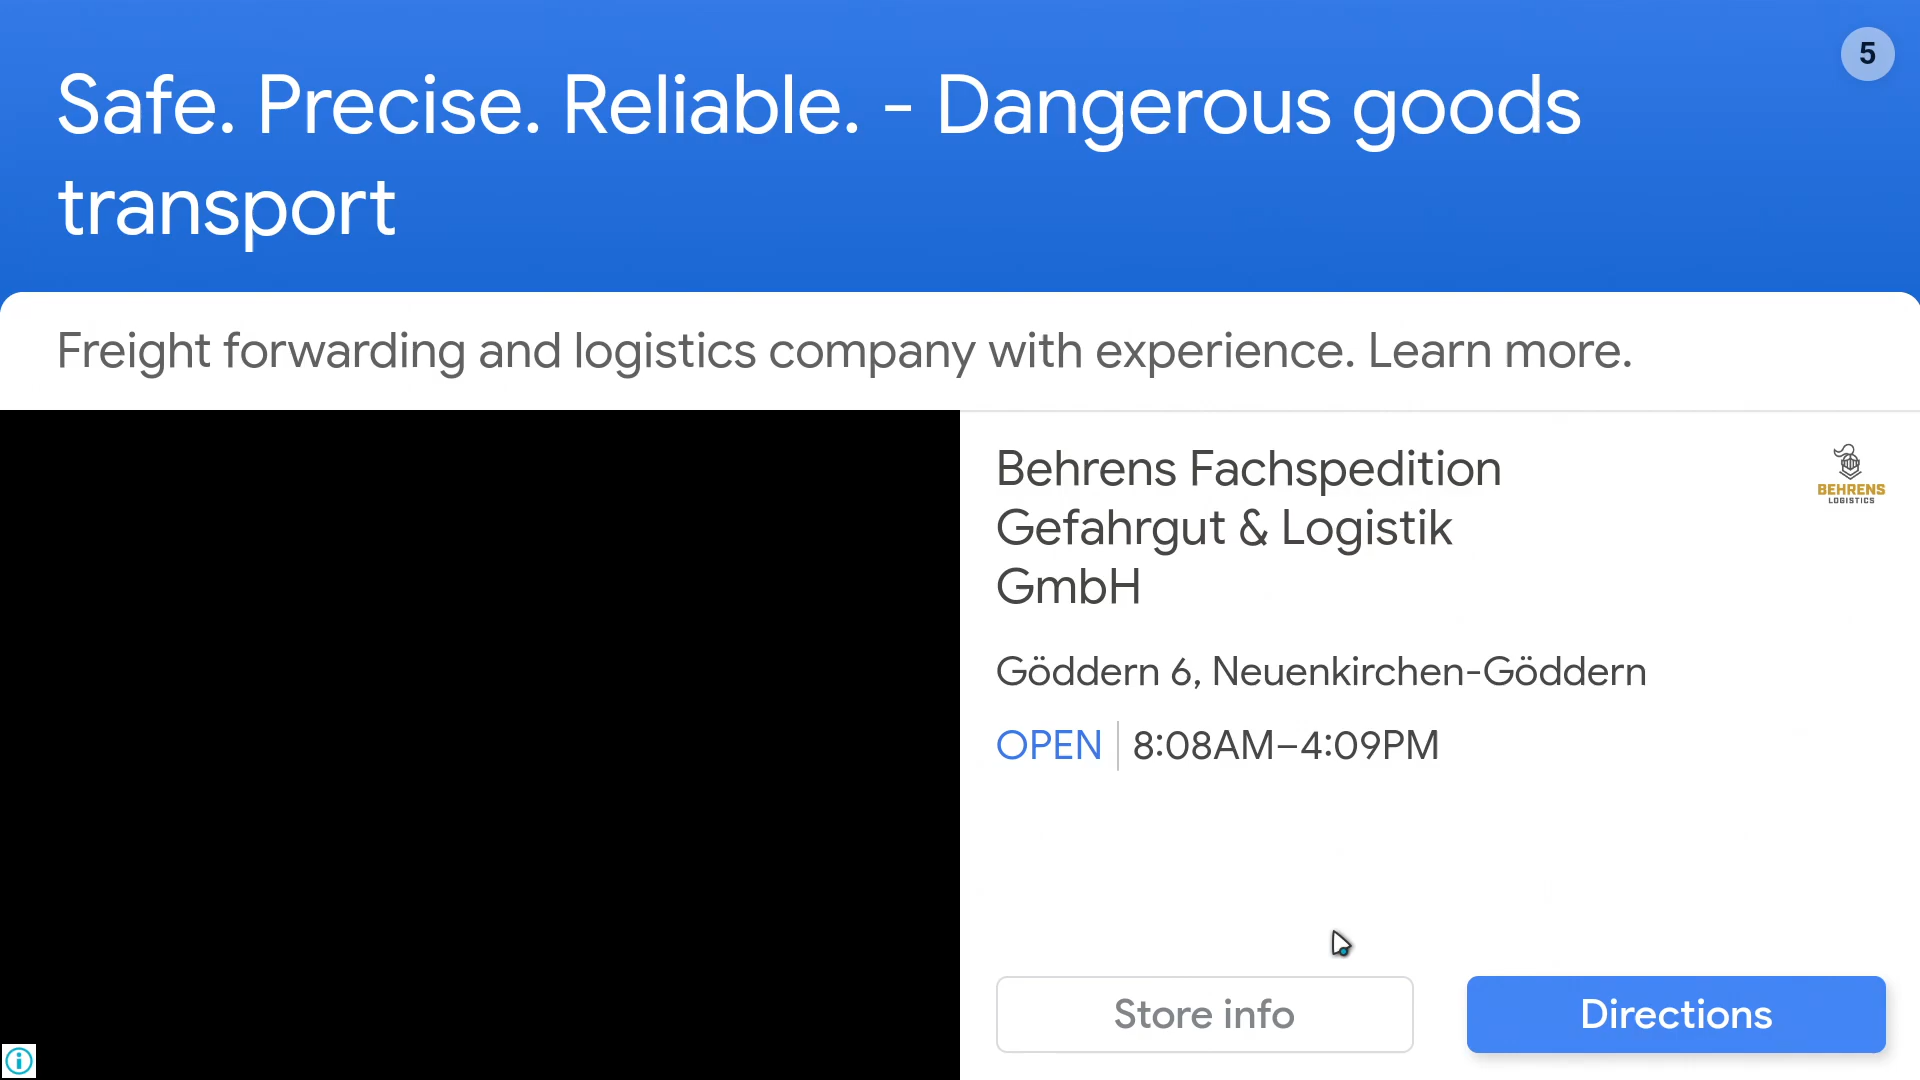 5
Safe. Precise. Reliable. - Dangerous goods
transport
Freight forwarding and logistics company with experience. Learn more.
Behrens Fachspedition
Gefahrgut & Logistik
GmbH
BEHRENS
LOGISTICS
Göddern 6, Neuenkirchen-Göddern
OPEN 8:08AM–4:09PM
Store info
Directions